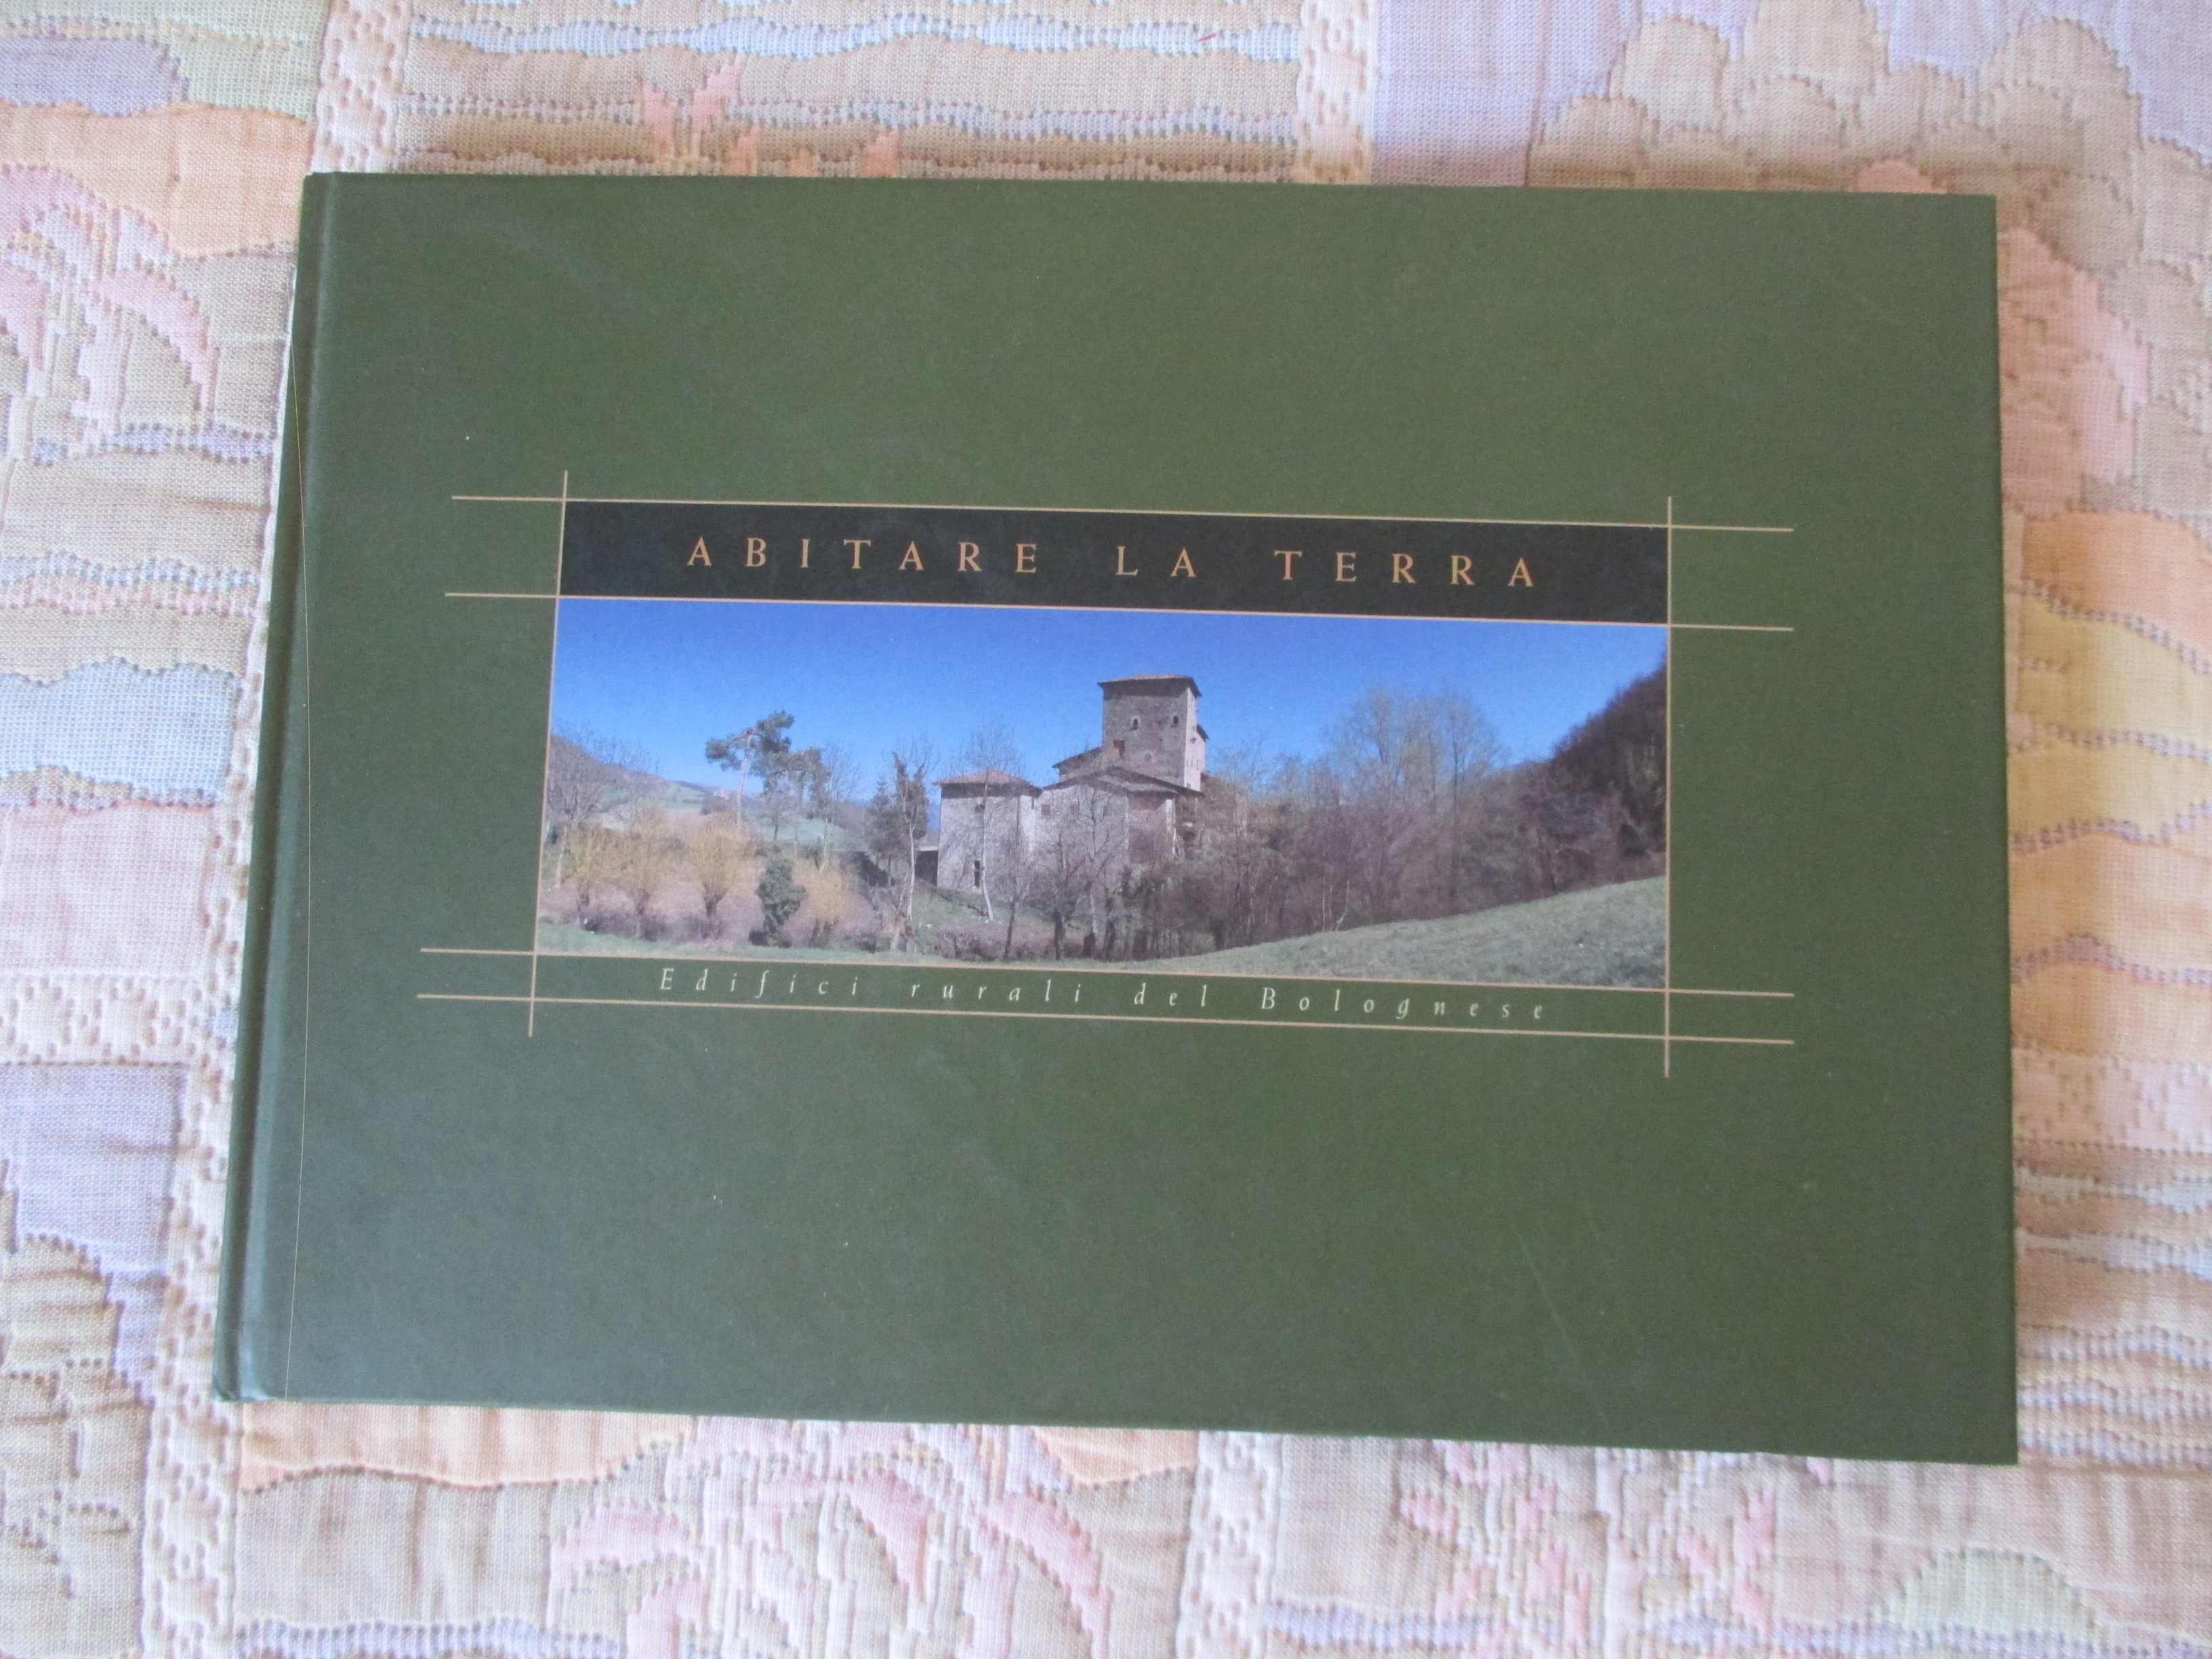 ABITARE LA TERRA
Edifici rurali del Bolognese